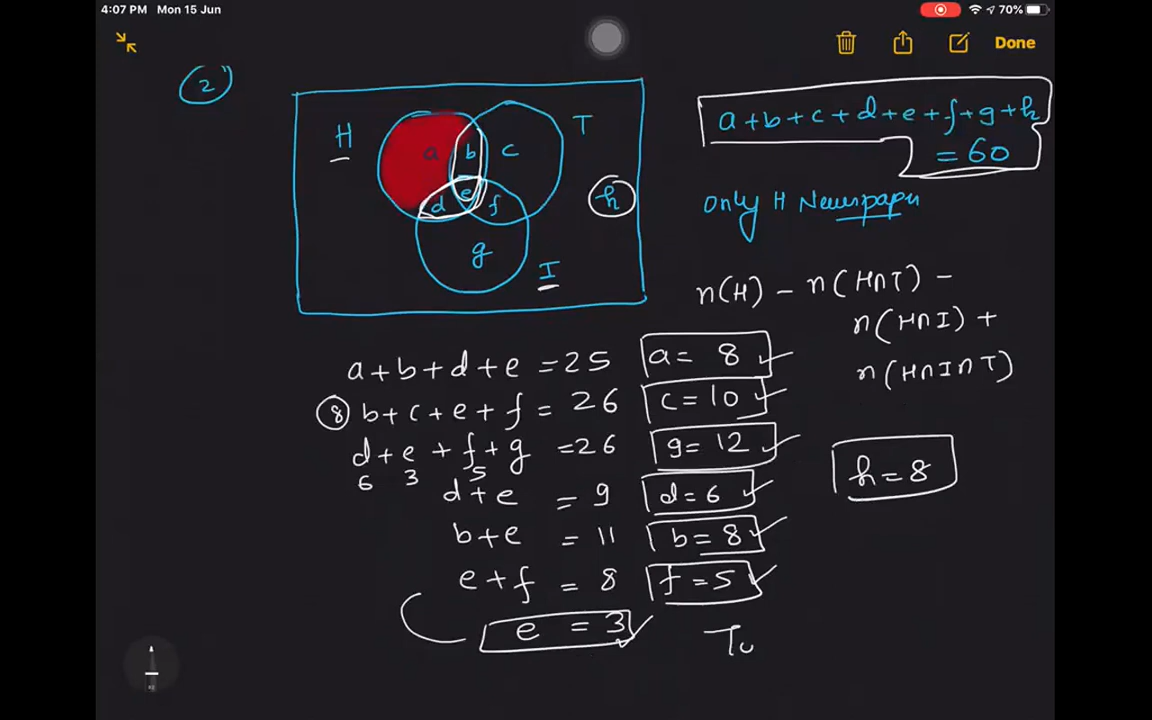 4:07 PM Mon 15 Jun
70%
Done
2
H
T
a
b
c
d
e
f
g
h
I
a+b+c+d+e+f+g+h
= 60
Only H Newspaper
n(H) - n(H∩T) -
n(H∩I) +
n(H∩I∩T)
a+b+d+e = 25
a = 8
8 b+c+e+f = 26
c = 10
d+e+f+g = 26
6 3 5
g = 12
d+e = 9
d = 6
h = 8
b+e = 11
b = 8
e+f = 8
f = 5
e = 3